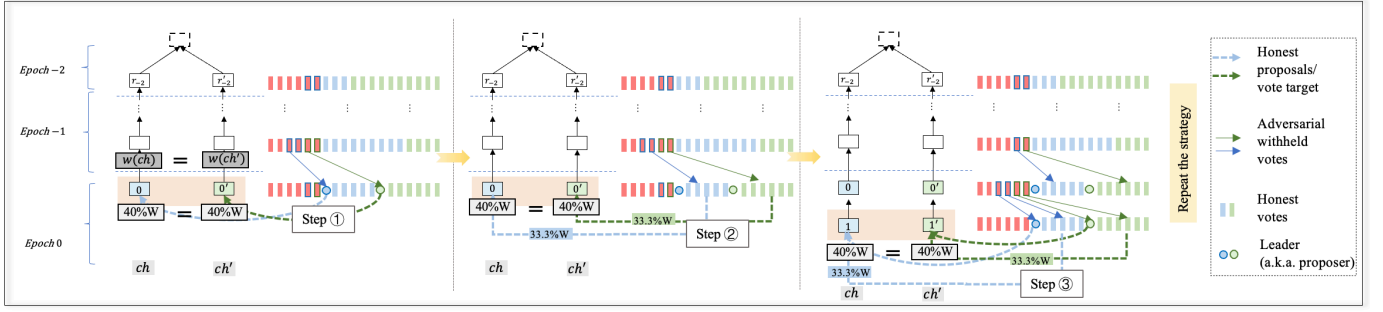 Epoch −2
Epoch −1
Epoch 0
r₋₂
r′₋₂
⋮
⋮
w(ch) = w(ch′)
0
0′
40%W = 40%W
Step ①
ch
ch′
r₋₂
r′₋₂
⋮
⋮
0
0′
40%W = 40%W
33.3%W
33.3%W
Step ②
ch
ch′
r₋₂
r′₋₂
⋮
⋮
0
0′
1
1′
40%W = 40%W
33.3%W
33.3%W
Step ③
ch
ch′
Repeat the strategy
Honest
proposals/
vote target
Adversarial
withheld
votes
Honest
votes
Leader
(a.k.a. proposer)